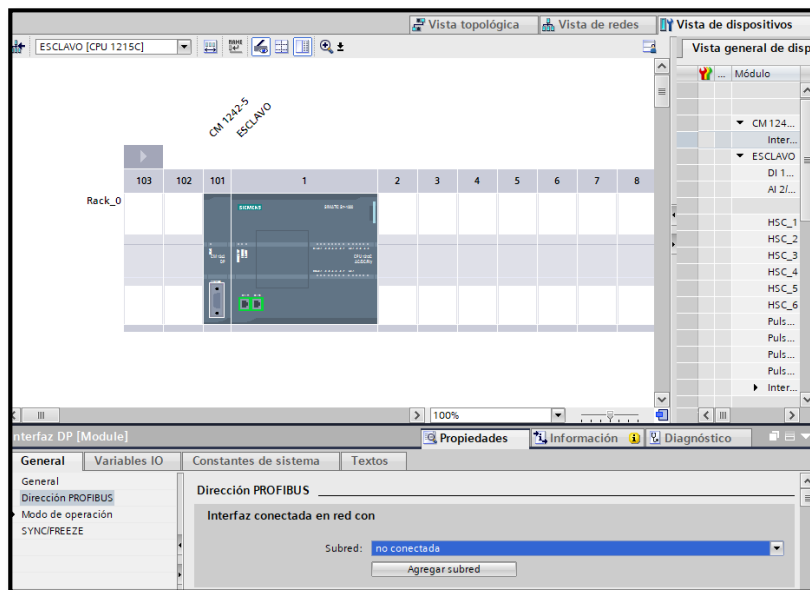 Vista topológica
Vista de redes
Vista de dispositivos
ESCLAVO [CPU 1215C]
Vista general de disp
... Módulo
CM 1242-5
ESCLAVO
103 102 101 1 2 3 4 5 6 7 8
Rack_0
SIEMENS
CM 124...
Inter...
ESCLAVO
DI 1...
AI 2/...
HSC_1
HSC_2
HSC_3
HSC_4
HSC_5
HSC_6
Puls...
Puls...
Puls...
Puls...
Inter...
100%
nterfaz DP [Module]
Propiedades
Información
Diagnóstico
General
Variables IO
Constantes de sistema
Textos
General
Dirección PROFIBUS
Modo de operación
SYNC/FREEZE
Dirección PROFIBUS
Interfaz conectada en red con
Subred: no conectada
Agregar subred